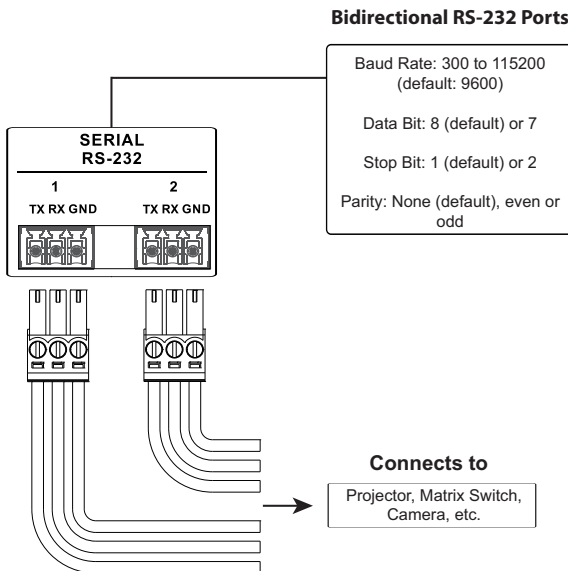 Bidirectional RS-232 Ports
Baud Rate: 300 to 115200
(default: 9600)
Data Bit: 8 (default) or 7
Stop Bit: 1 (default) or 2
Parity: None (default), even or
odd
SERIAL
RS-232
1 2
TX RX GND TX RX GND
Connects to
Projector, Matrix Switch,
Camera, etc.